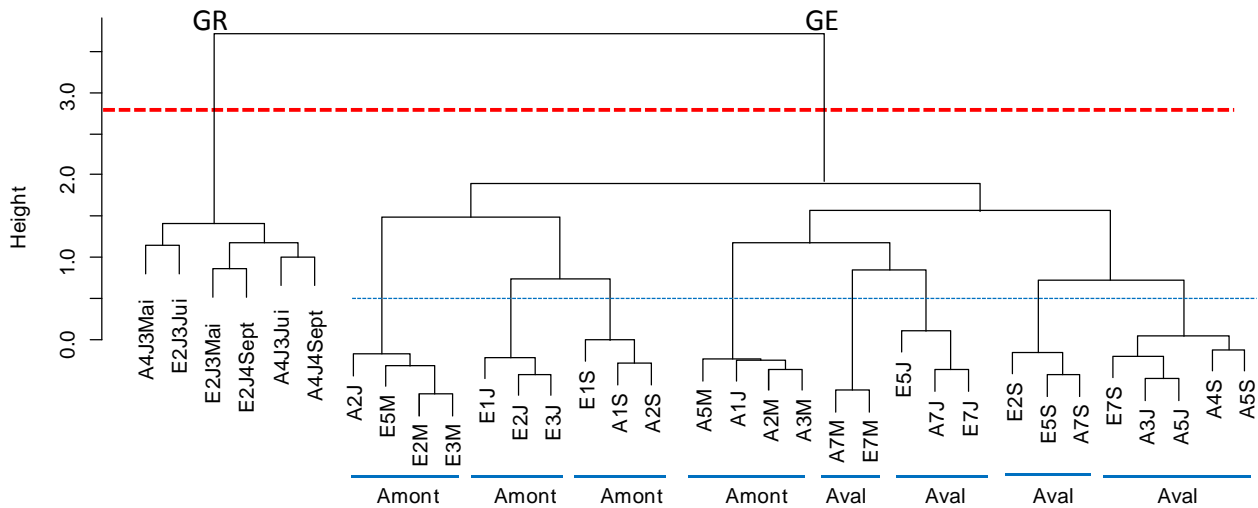 GR GE
Height
3.0
2.0
1.0
0.0
A4J3Mai
E2J3Jui
E2J3Mai
E2J4Sept
A4J3Jui
A4J4Sept
A2J
E5M
E2M
E3M
E1J
E2J
E3J
E1S
A1S
A2S
A5M
A1J
A2M
A3M
A7M
E7M
E5J
A7J
E7J
E2S
E5S
A7S
E7S
A3J
A5J
A4S
A5S
Amont Amont Amont Amont Aval Aval Aval Aval